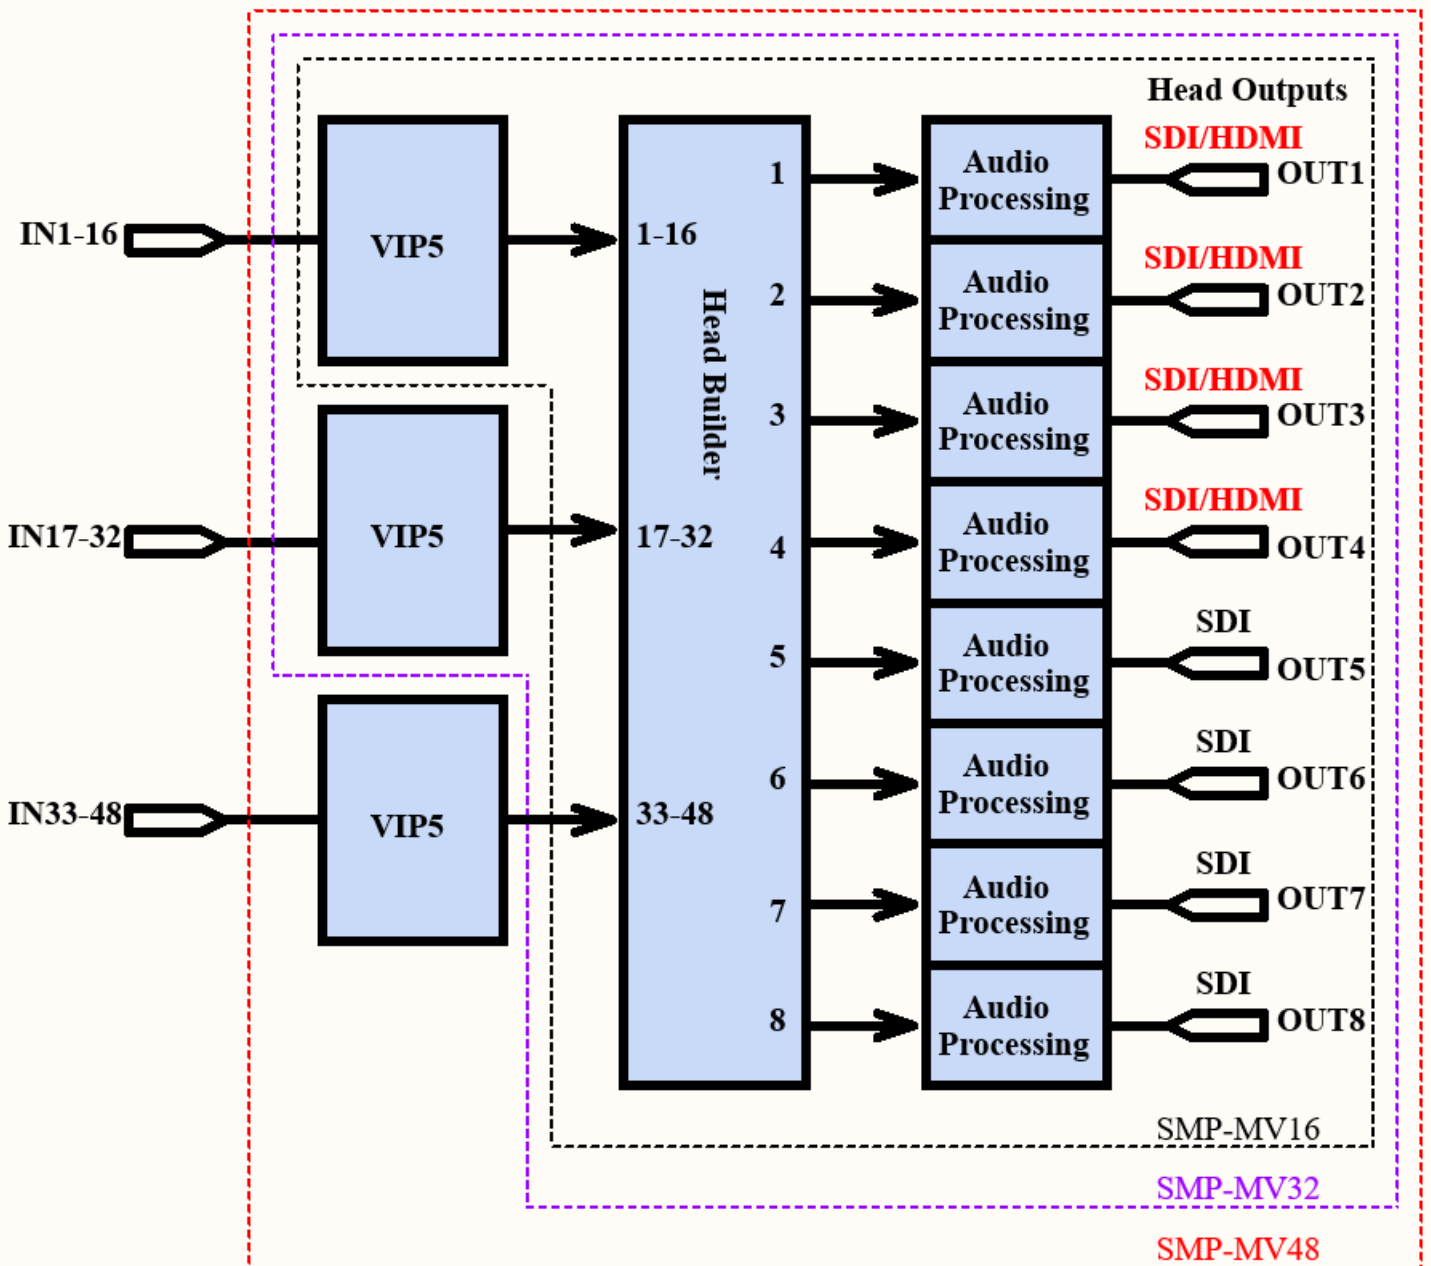 Head Outputs
SDI/HDMI
OUT1
SDI/HDMI
OUT2
SDI/HDMI
OUT3
SDI/HDMI
OUT4
SDI
OUT5
SDI
OUT6
SDI
OUT7
SDI
OUT8
IN1-16
VIP5
IN17-32
VIP5
IN33-48
VIP5
1-16
17-32
33-48
Head Builder
1
2
3
4
5
6
7
8
Audio
Processing
Audio
Processing
Audio
Processing
Audio
Processing
Audio
Processing
Audio
Processing
Audio
Processing
Audio
Processing
SMP-MV16
SMP-MV32
SMP-MV48